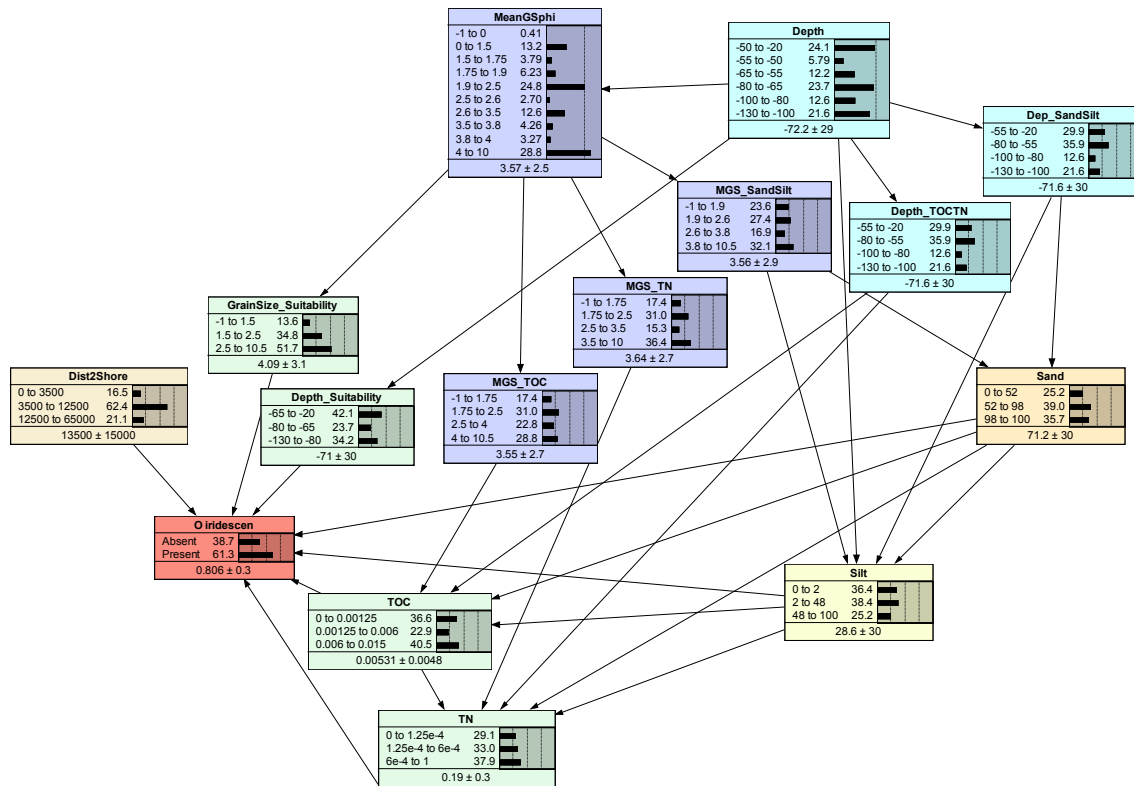 MeanGSphi
-1 to 0 0.41
0 to 1.5 13.2
1.5 to 1.75 3.79
1.75 to 1.9 6.23
1.9 to 2.5 24.8
2.5 to 2.6 2.70
2.6 to 3.5 12.6
3.5 to 3.8 4.26
3.8 to 4 3.27
4 to 10 28.8
3.57 ± 2.5
Depth
-50 to -20 24.1
-55 to -50 5.79
-65 to -55 12.2
-80 to -65 23.7
-100 to -80 12.6
-130 to -100 21.6
-72.2 ± 29
Dep_SandSilt
-55 to -20 29.9
-80 to -55 35.9
-100 to -80 12.6
-130 to -100 21.6
-71.6 ± 30
MGS_SandSilt
-1 to 1.9 23.6
1.9 to 2.6 27.4
2.6 to 3.8 16.9
3.8 to 10.5 32.1
3.56 ± 2.9
Depth_TOCTN
-55 to -20 29.9
-80 to -55 35.9
-100 to -80 12.6
-130 to -100 21.6
-71.6 ± 30
MGS_TN
-1 to 1.75 17.4
1.75 to 2.5 31.0
2.5 to 3.5 15.3
3.5 to 10 36.4
3.64 ± 2.7
GrainSize_Suitability
-1 to 1.5 13.6
1.5 to 2.5 34.8
2.5 to 10.5 51.7
4.09 ± 3.1
Dist2Shore
0 to 3500 16.5
3500 to 12500 62.4
12500 to 65000 21.1
13500 ± 15000
Depth_Suitability
-65 to -20 42.1
-80 to -65 23.7
-130 to -80 34.2
-71 ± 30
MGS_TOC
-1 to 1.75 17.4
1.75 to 2.5 31.0
2.5 to 4 22.8
4 to 10.5 28.8
3.55 ± 2.7
Sand
0 to 52 25.2
52 to 98 39.0
98 to 100 35.7
71.2 ± 30
O iridescen
Absent 38.7
Present 61.3
0.806 ± 0.3
Silt
0 to 2 36.4
2 to 48 38.4
48 to 100 25.2
28.6 ± 30
TOC
0 to 0.00125 36.6
0.00125 to 0.006 22.9
0.006 to 0.015 40.5
0.00531 ± 0.0048
TN
0 to 1.25e-4 29.1
1.25e-4 to 6e-4 33.0
6e-4 to 1 37.9
0.19 ± 0.3